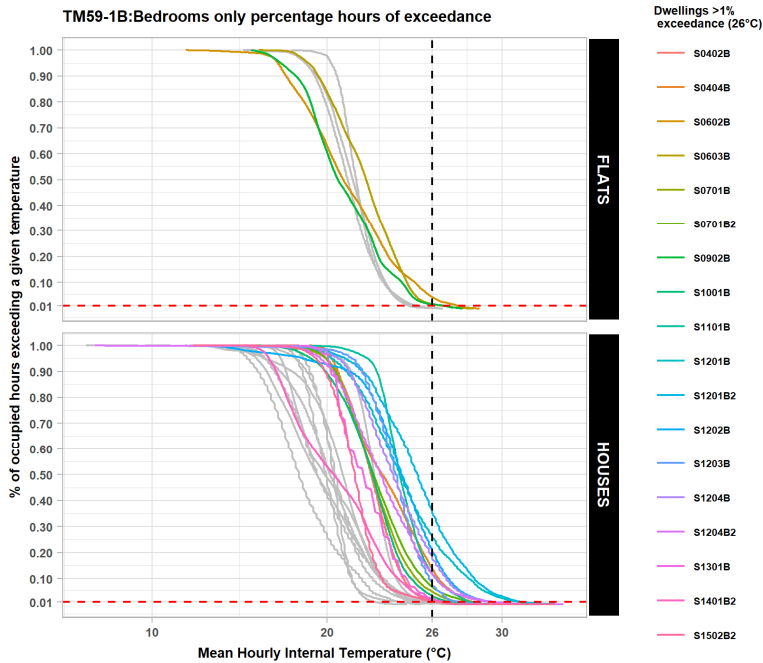 TM59-1B:Bedrooms only percentage hours of exceedance
Dwellings >1%
exceedance (26°C)
% of occupied hours exceeding a given temperature
1.00
0.90
0.80
0.70
0.60
0.50
0.40
0.30
0.20
0.10
0.01
FLATS
1.00
0.90
0.80
0.70
0.60
0.50
0.40
0.30
0.20
0.10
0.01
HOUSES
10
20
26
30
Mean Hourly Internal Temperature (°C)
S0402B
S0404B
S0602B
S0603B
S0701B
S0701B2
S0902B
S1001B
S1101B
S1201B
S1201B2
S1202B
S1203B
S1204B
S1204B2
S1301B
S1401B2
S1502B2